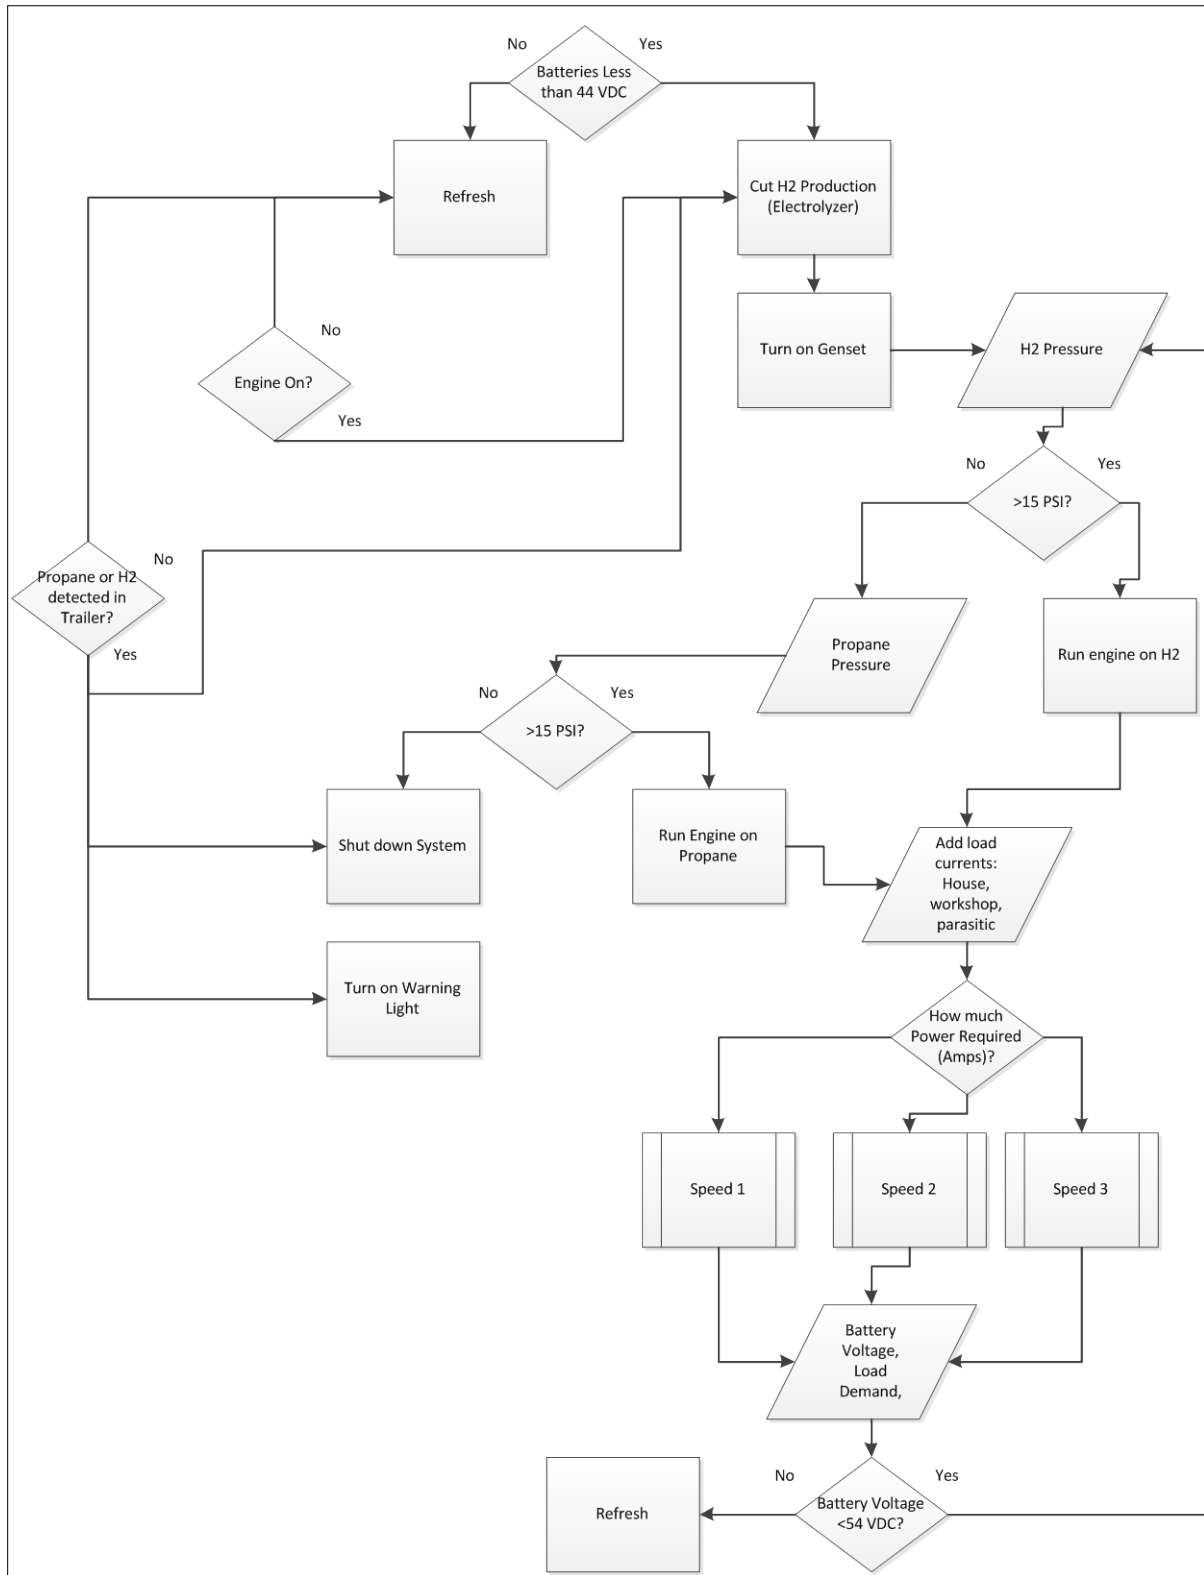 No
Yes
Batteries Less
than 44 VDC
Refresh
Cut H2 Production
(Electrolyzer)
No
Engine On?
Yes
Turn on Genset
H2 Pressure
No
Yes
>15 PSI?
No
Propane or H2
detected in
Trailer?
Yes
Propane
Pressure
Run engine on H2
No
Yes
>15 PSI?
Shut down System
Run Engine on
Propane
Add load
currents:
House,
workshop,
parasitic
Turn on Warning
Light
How much
Power Required
(Amps)?
Speed 1
Speed 2
Speed 3
Battery
Voltage,
Load
Demand,
No
Yes
Battery Voltage
<54 VDC?
Refresh